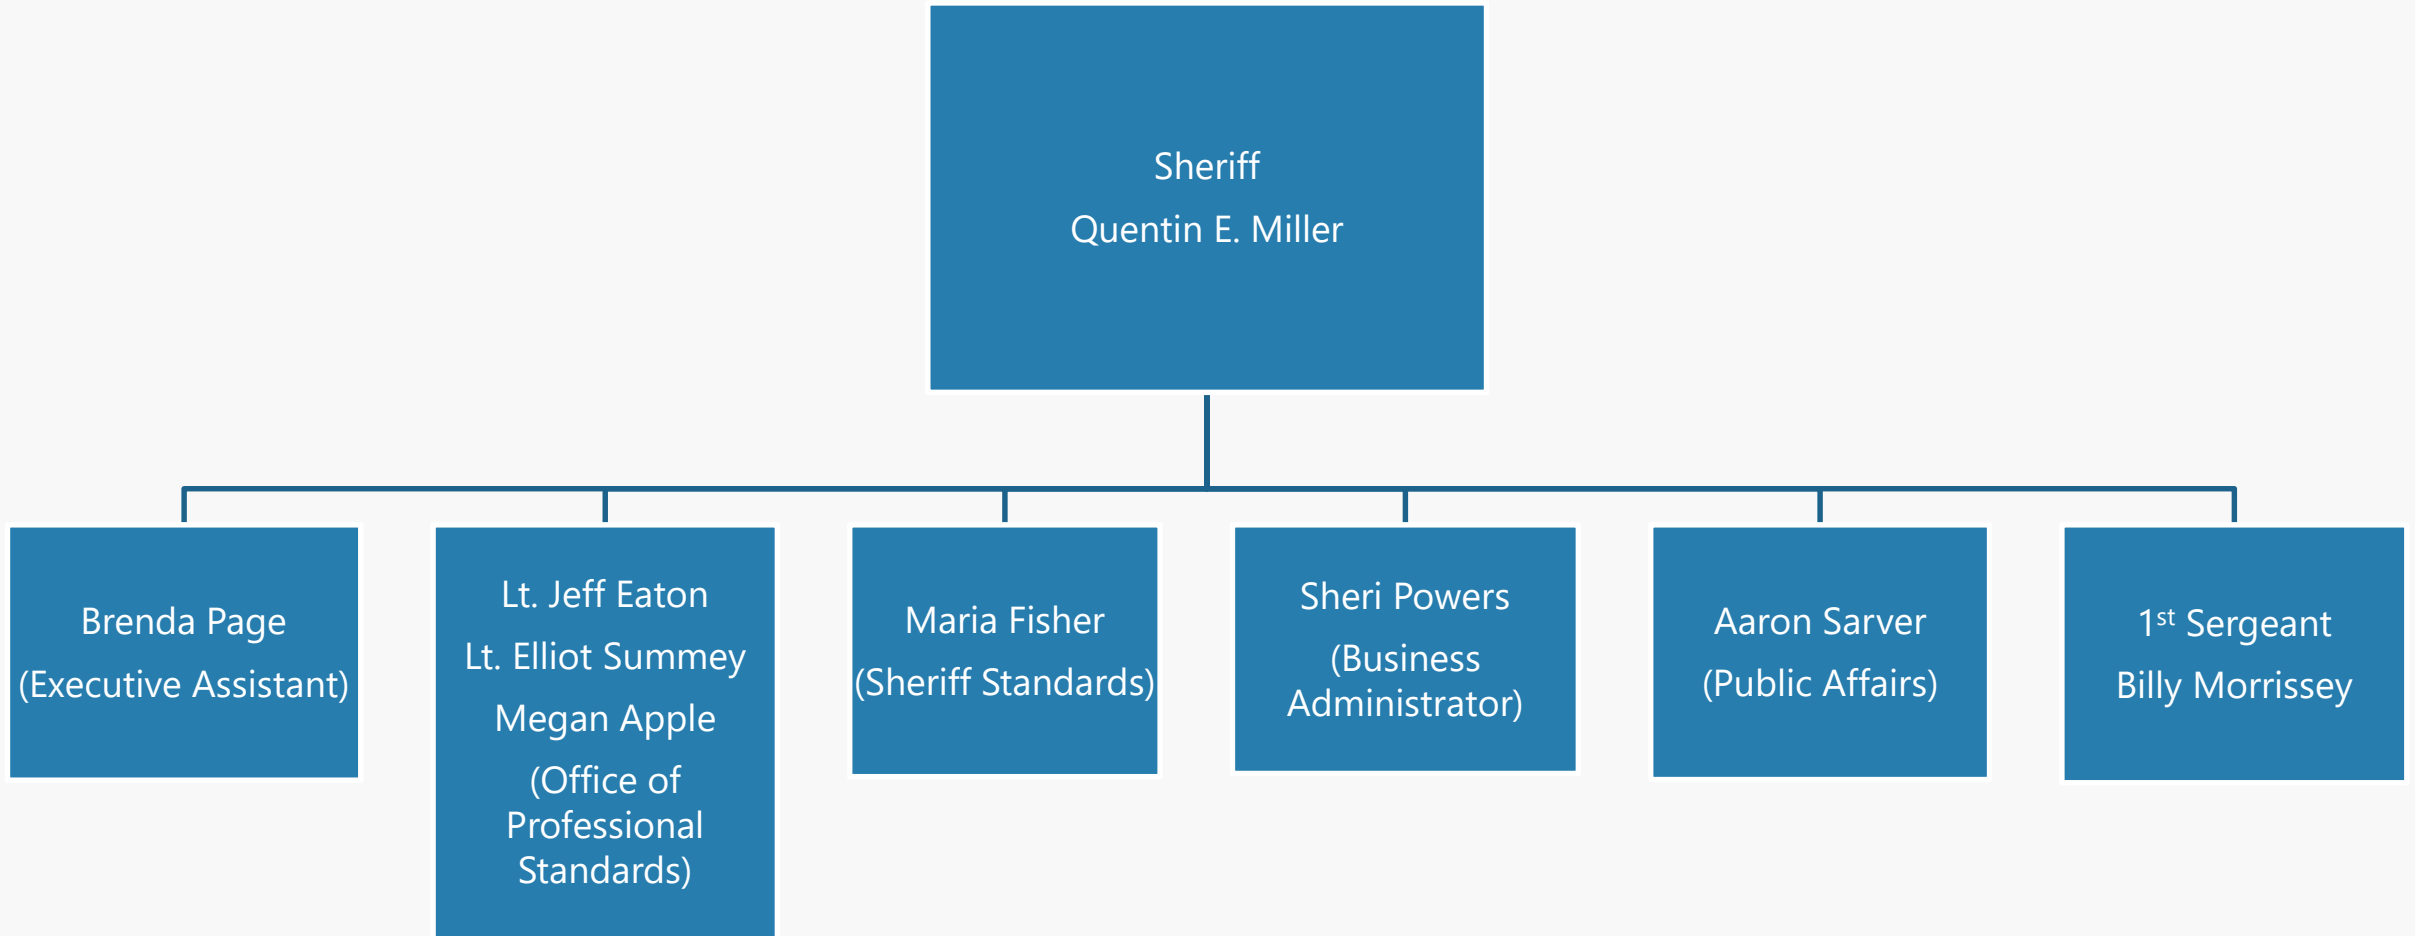 Sheriff
Quentin E. Miller
Brenda Page
(Executive Assistant)
Lt. Jeff Eaton
Lt. Elliot Summey
Megan Apple
(Office of
Professional
Standards)
Maria Fisher
(Sheriff Standards)
Sheri Powers
(Business
Administrator)
Aaron Sarver
(Public Affairs)
1st Sergeant
Billy Morrissey